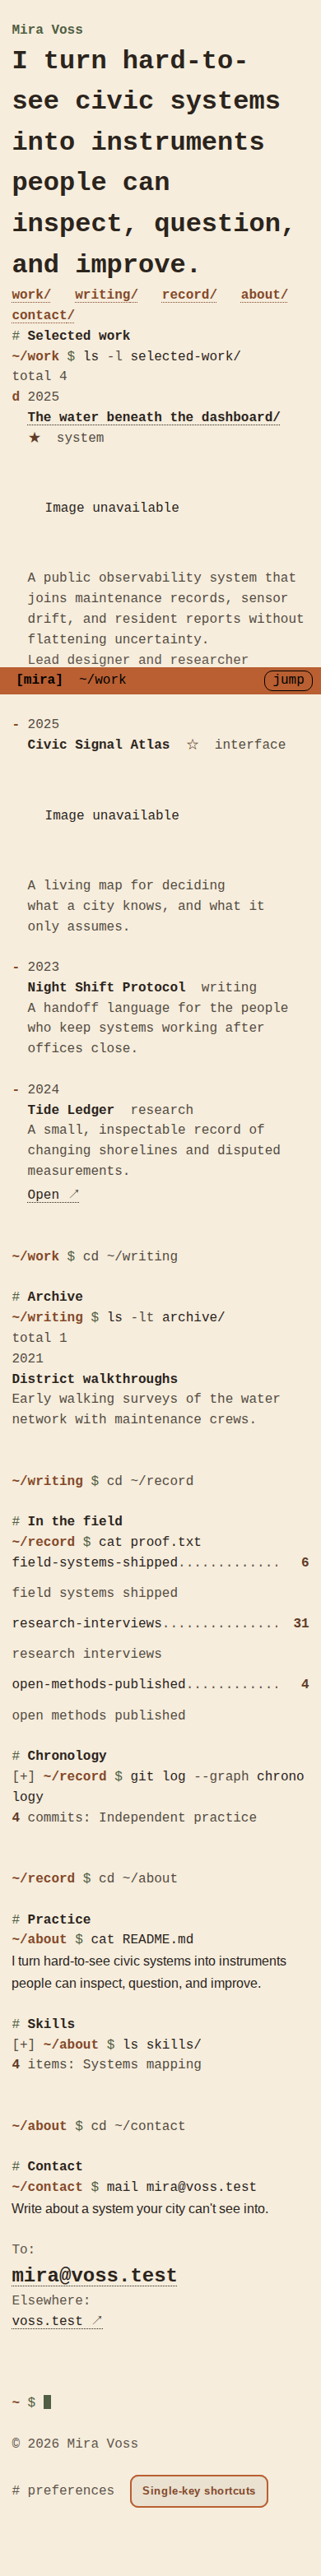 Mira Voss
I turn hard-to-
see civic systems
into instruments
people can
inspect, question,
and improve.
work/ writing/ record/ about/
contact/
# Selected work
~/work $ ls -l selected-work/
total 4
d 2025
The water beneath the dashboard/
★ system
Image unavailable
A public observability system that
joins maintenance records, sensor
drift, and resident reports without
flattening uncertainty.
Lead designer and researcher
[mira] ~/work jump
- 2025
Civic Signal Atlas ☆ interface
Image unavailable
A living map for deciding
what a city knows, and what it
only assumes.
- 2023
Night Shift Protocol writing
A handoff language for the people
who keep systems working after
offices close.
- 2024
Tide Ledger research
A small, inspectable record of
changing shorelines and disputed
measurements.
Open ↗
~/work $ cd ~/writing
# Archive
~/writing $ ls -lt archive/
total 1
2021
District walkthroughs
Early walking surveys of the water
network with maintenance crews.
~/writing $ cd ~/record
# In the field
~/record $ cat proof.txt
field-systems-shipped............. 6
field systems shipped
research-interviews............... 31
research interviews
open-methods-published............ 4
open methods published
# Chronology
[+] ~/record $ git log --graph chrono
logy
4 commits: Independent practice
~/record $ cd ~/about
# Practice
~/about $ cat README.md
I turn hard-to-see civic systems into instruments
people can inspect, question, and improve.
# Skills
[+] ~/about $ ls skills/
4 items: Systems mapping
~/about $ cd ~/contact
# Contact
~/contact $ mail mira@voss.test
Write about a system your city can't see into.
To:
mira@voss.test
Elsewhere:
voss.test ↗
~ $
© 2026 Mira Voss
# preferences Single-key shortcuts